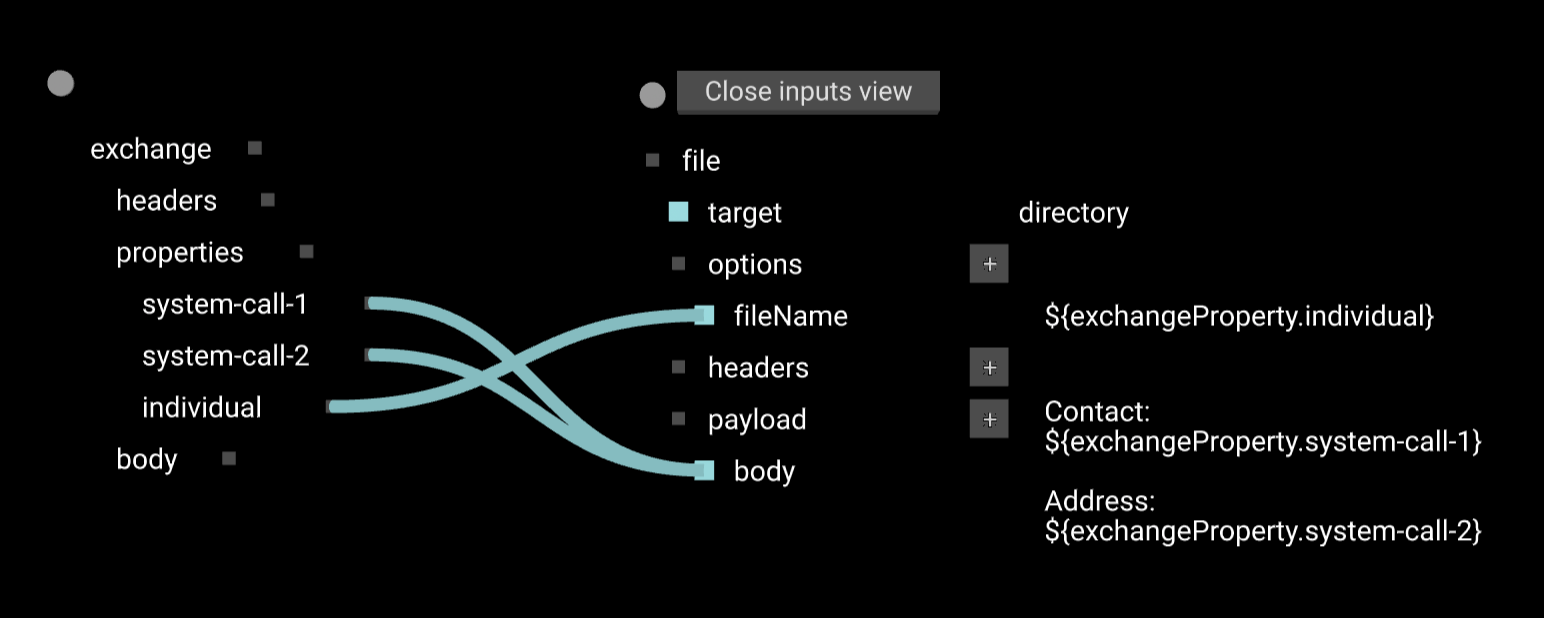 Close inputs view
exchange
headers
properties
system-call-1
system-call-2
individual
body
file
target
directory
options
+
fileName
${exchangeProperty.individual}
headers
+
payload
+
body
Contact:
${exchangeProperty.system-call-1}
Address:
${exchangeProperty.system-call-2}